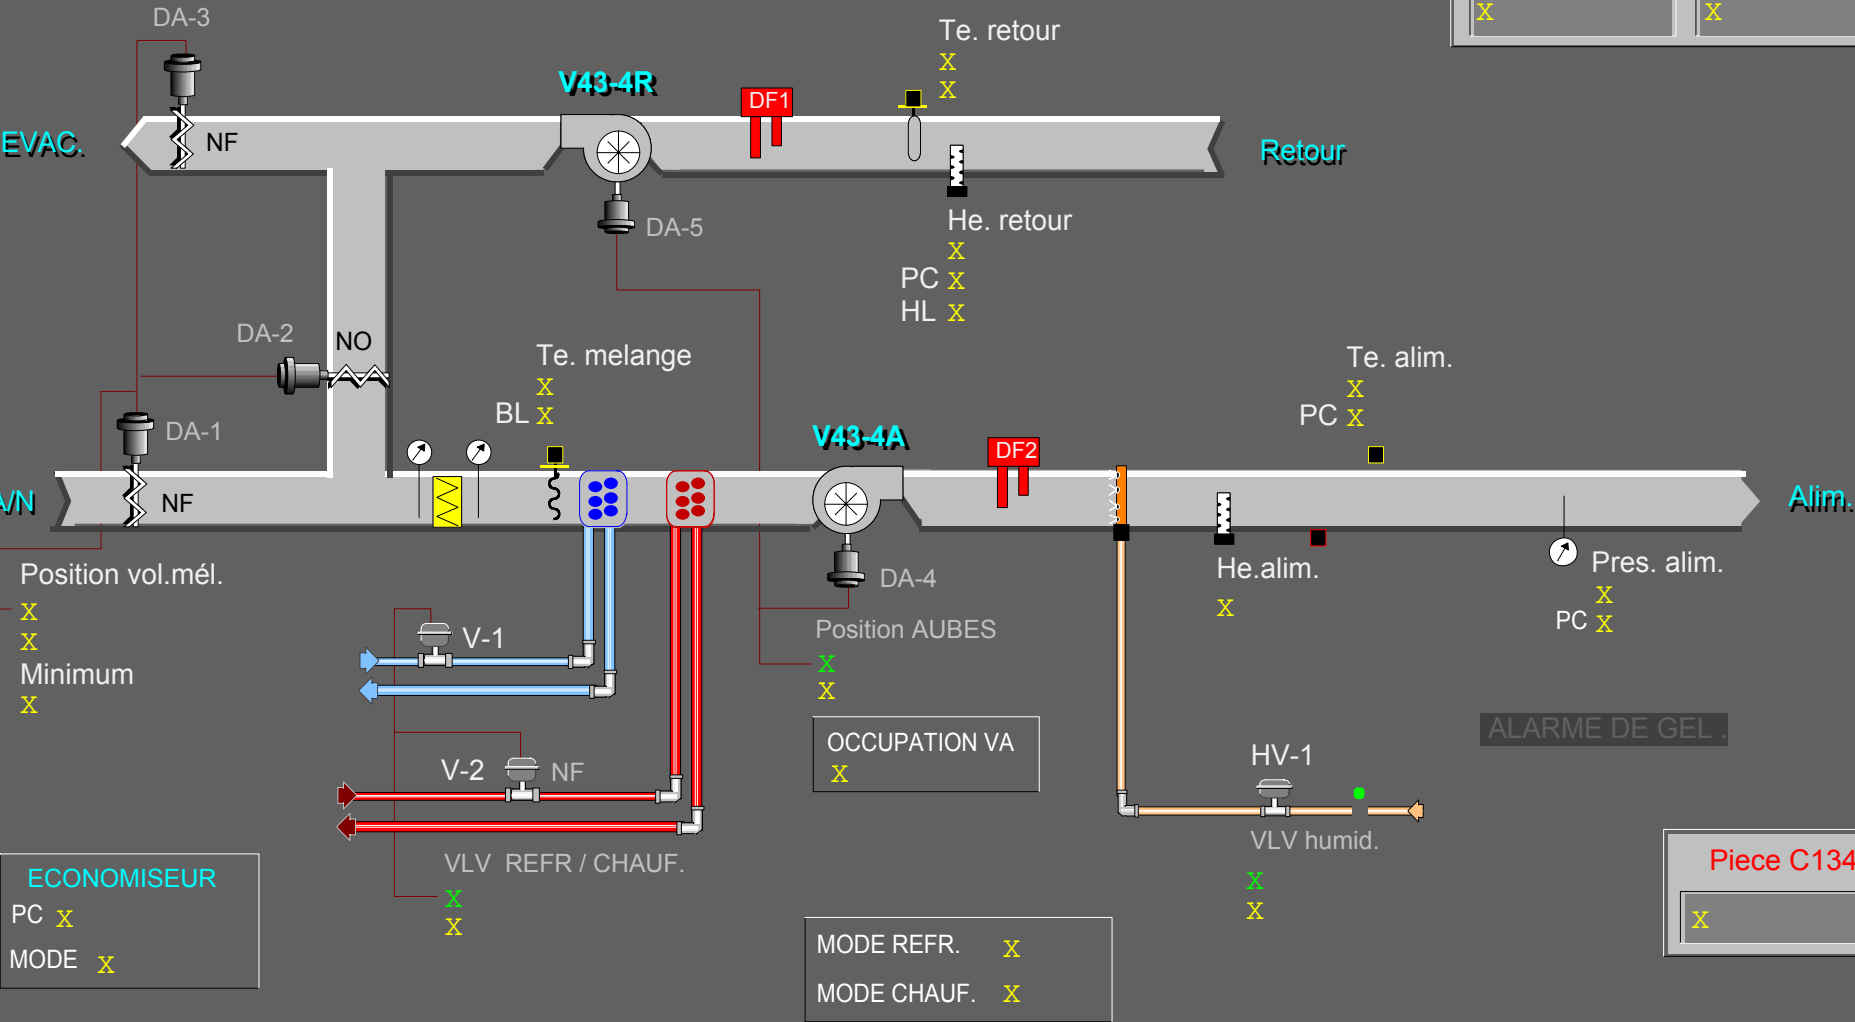 DA-3
X
X
Te. retour
X
X
V43-4R
DF1
EVAC.
NF
Retour
DA-5
He. retour
X
PC X
HL X
DA-2
NO
Te. melange
X
BL X
Te. alim.
X
PC X
DA-1
V43-4A
DF2
A/N
NF
Alim.
Position vol.mél.
X
X
Minimum
X
DA-4
He.alim.
X
Pres. alim.
X
PC X
V-1
Position AUBES
X
X
OCCUPATION VA
X
ALARME DE GEL .
V-2
NF
HV-1
VLV humid.
X
X
VLV REFR / CHAUF.
X
X
Piece C134
X
ECONOMISEUR
PC X
MODE X
MODE REFR. X
MODE CHAUF. X